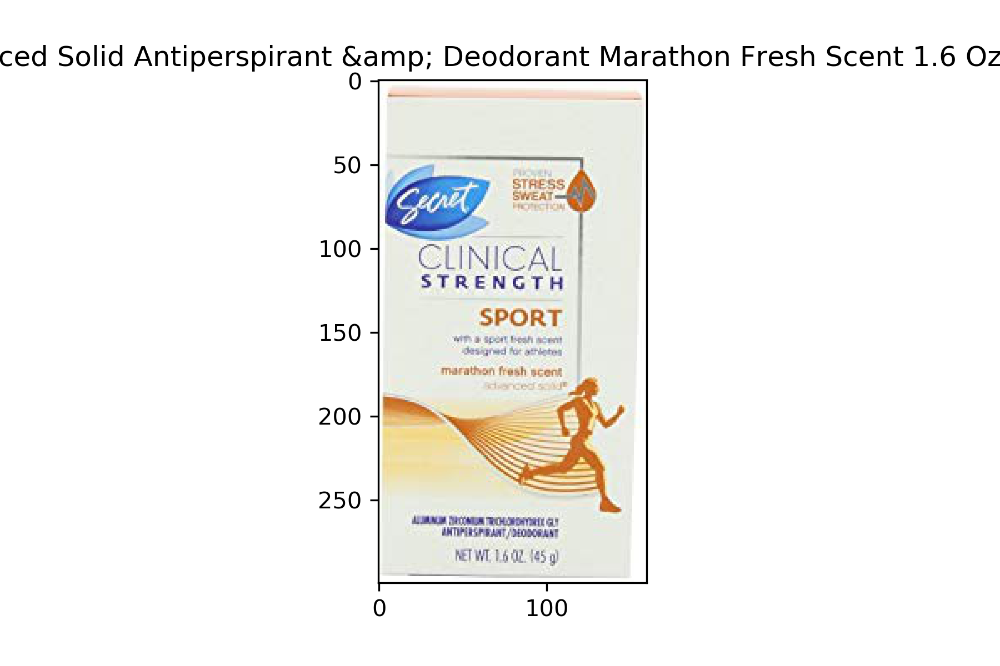 ced Solid Antiperspirant &amp; Deodorant Marathon Fresh Scent 1.6 Oz
0
50
100
150
200
250
0
100
Secret
PROVEN
STRESS
SWEAT
PROTECTION
CLINICAL
STRENGTH
SPORT
with a sport fresh scent
designed for athletes
marathon fresh scent
advanced solid®
ALUMINUM ZIRCONIUM TRICHLOROHYDREX GLY
ANTIPERSPIRANT/DEODORANT
NET WT. 1.6 OZ. (45 g)